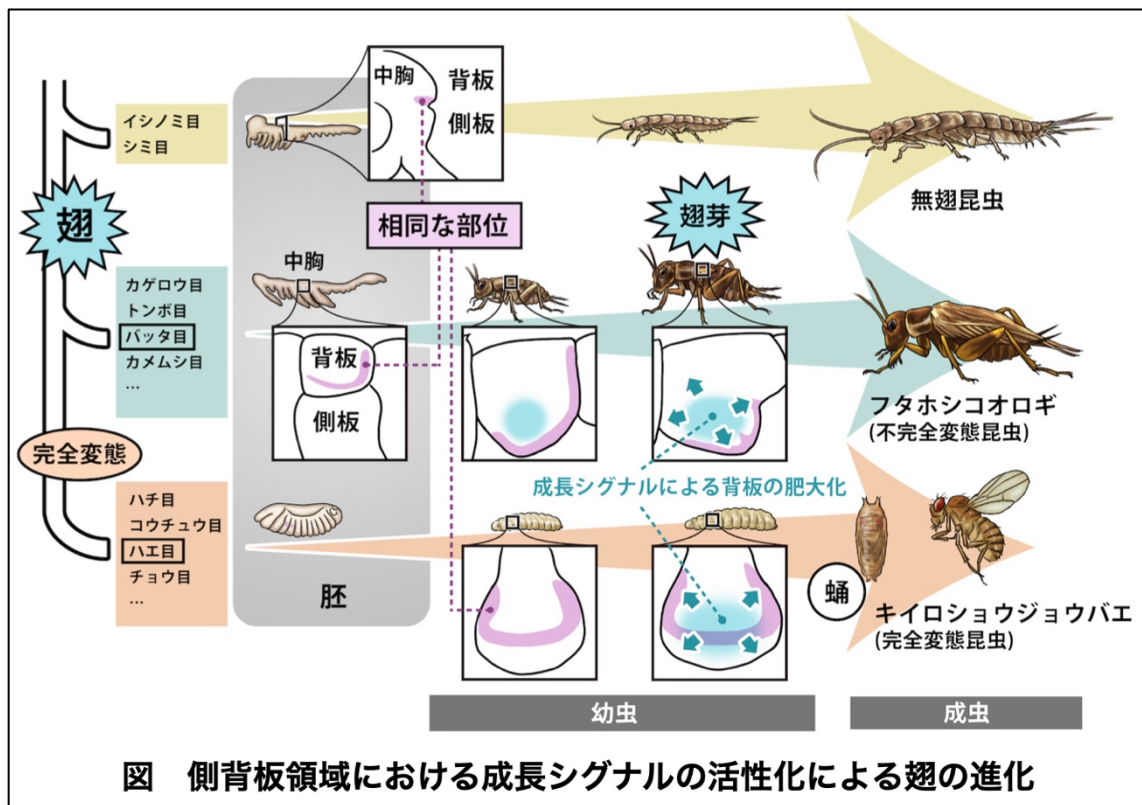 イシノミ目
シミ目
中胸
背板
側板
無翅昆虫
翅
相同な部位
翅芽
カゲロウ目
トンボ目
バッタ目
カメムシ目
…
中胸
背板
側板
フタホシコオロギ
(不完全変態昆虫)
完全変態
成長シグナルによる背板の肥大化
ハチ目
コウチュウ目
ハエ目
チョウ目
…
胚
蛹
キイロショウジョウバエ
(完全変態昆虫)
幼虫
成虫
図 側背板領域における成長シグナルの活性化による翅の進化